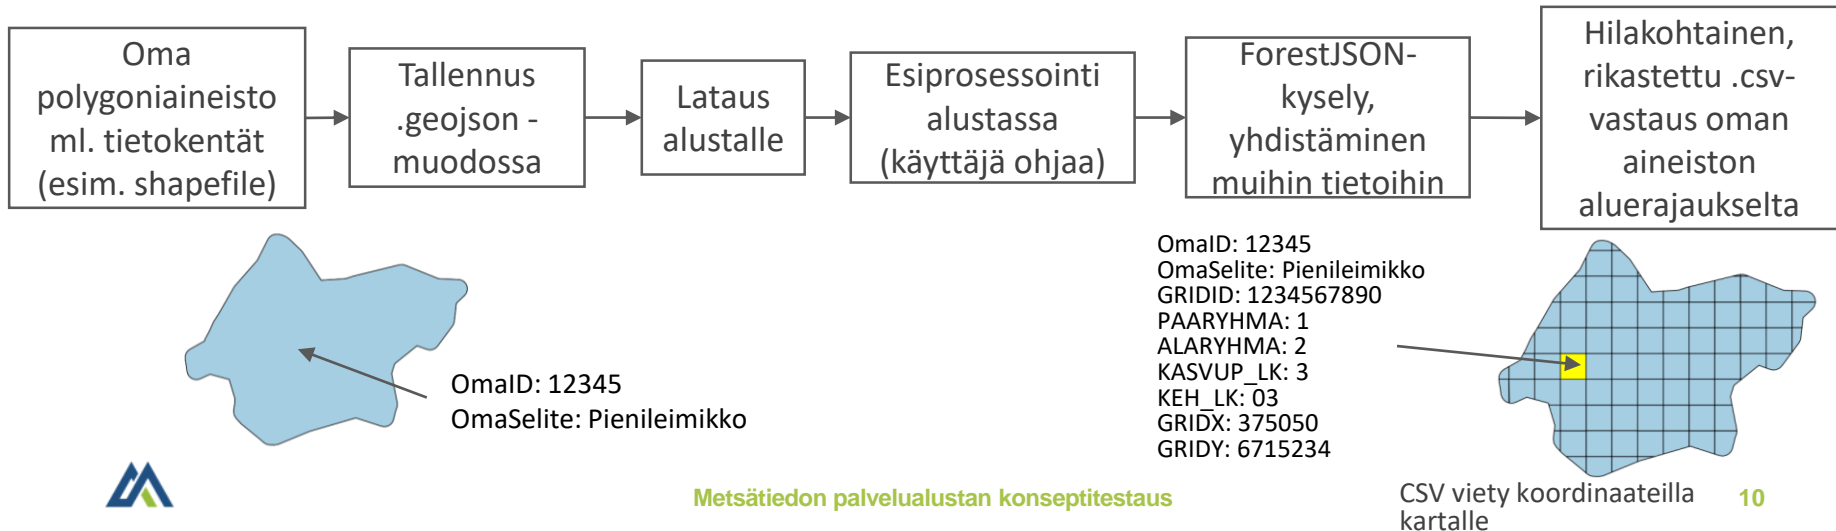 Oma
polygoniaineisto
ml. tietokentät
(esim. shapefile)
Tallennus
.geojson -
muodossa
Lataus
alustalle
Esiprosessointi
alustassa
(käyttäjä ohjaa)
ForestJSON-
kysely,
yhdistäminen
muihin tietoihin
Hilakohtainen,
rikastettu .csv-
vastaus oman
aineiston
aluerajaukselta
OmaID: 12345
OmaSelite: Pienileimikko
OmaID: 12345
OmaSelite: Pienileimikko
GRIDID: 1234567890
PAARYHMA: 1
ALARYHMA: 2
KASVUP_LK: 3
KEH_LK: 03
GRIDX: 375050
GRIDY: 6715234
Metsätiedon palvelualustan konseptitestaus
CSV viety koordinaateilla
kartalle
10